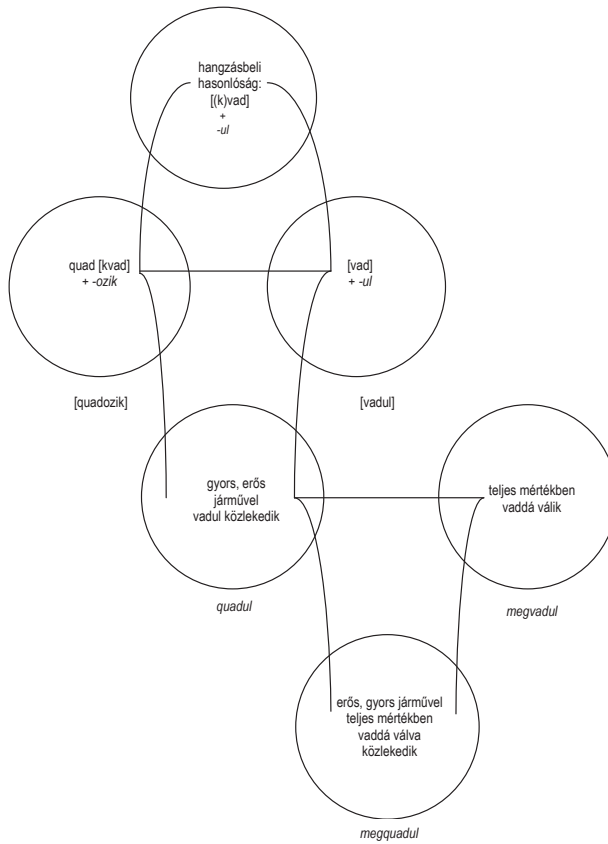 hangzásbeli
hasonlóság:
[(k)vad]
+
-ul
quad [kvad]
+ -ozik
[vad]
+ -ul
[quadozik]
[vadul]
gyors, erős
járművel
vadul közlekedik
teljes mértékben
vaddá válik
quadul
megvadul
erős, gyors járművel
teljes mértékben
vaddá válva
közlekedik
megquadul